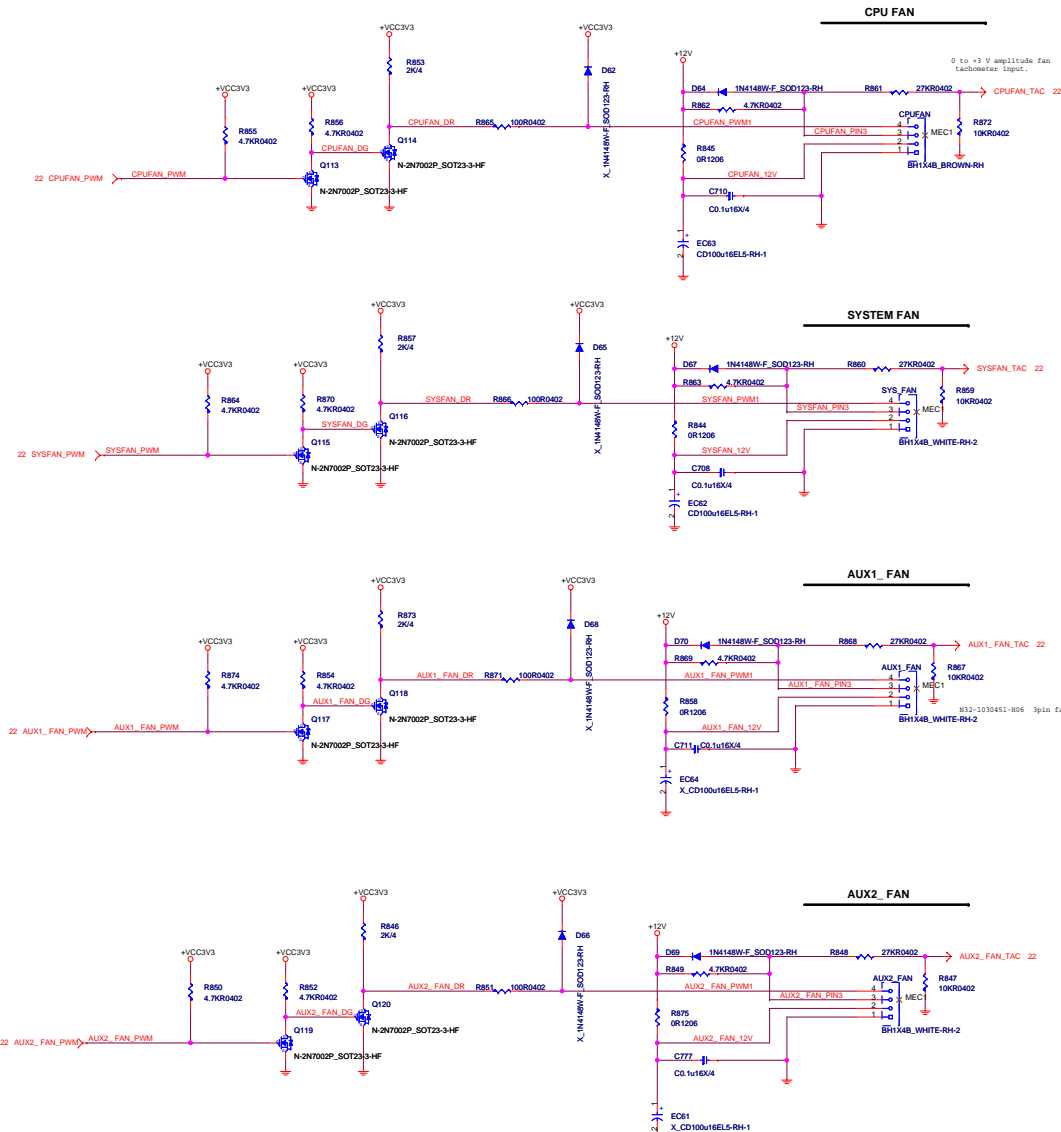 CPU FAN
+VCC3V3
+VCC3V3
+12V
0 to +3 V amplitude fan
tachometer input.
R853
2K/4
D62
X_1N4148W-F_SOD123-RH
D64
1N4148W-F_SOD123-RH
R861
27KR0402
CPUFAN_TAC 22
+VCC3V3
+VCC3V3
R862
4.7KR0402
R855
4.7KR0402
R856
4.7KR0402
CPUFAN_DR
R865
100R0402
CPUFAN_PWM1
CPUFAN
4
3
2
1
MEC1
BH1X4B_BROWN-RH
R872
10KR0402
CPUFAN_PIN3
Q114
N-2N7002P_SOT23-3-HF
CPUFAN_DG
R845
0R1206
Q113
N-2N7002P_SOT23-3-HF
22 CPUFAN_PWM
CPUFAN_PWM
CPUFAN_12V
C710
C0.1u16X/4
1
2
+
EC63
CD100u16EL5-RH-1
SYSTEM FAN
+VCC3V3
+VCC3V3
+12V
R857
2K/4
D65
X_1N4148W-F_SOD123-RH
D67
1N4148W-F_SOD123-RH
R860
27KR0402
SYSFAN_TAC 22
+VCC3V3
+VCC3V3
R863
4.7KR0402
R864
4.7KR0402
R870
4.7KR0402
SYSFAN_DR
R866
100R0402
SYSFAN_PWM1
SYS_FAN
4
3
2
1
MEC1
BH1X4B_WHITE-RH-2
R859
10KR0402
SYSFAN_PIN3
Q116
N-2N7002P_SOT23-3-HF
SYSFAN_DG
R844
0R1206
Q115
N-2N7002P_SOT23-3-HF
22 SYSFAN_PWM
SYSFAN_PWM
SYSFAN_12V
C708
C0.1u16X/4
1
2
+
EC62
CD100u16EL5-RH-1
AUX1_ FAN
+VCC3V3
+VCC3V3
+12V
R873
2K/4
D68
X_1N4148W-F_SOD123-RH
D70
1N4148W-F_SOD123-RH
R868
27KR0402
AUX1_ FAN_TAC 22
+VCC3V3
+VCC3V3
R869
4.7KR0402
R874
4.7KR0402
R854
4.7KR0402
AUX1_ FAN_DR
R871
100R0402
AUX1_ FAN_PWM1
AUX1_FAN
4
3
2
1
MEC1
BH1X4B_WHITE-RH-2
R867
10KR0402
AUX1_ FAN_PIN3
N32-1030451-H06 3pin fa
Q118
N-2N7002P_SOT23-3-HF
AUX1_ FAN_DG
R858
0R1206
Q117
N-2N7002P_SOT23-3-HF
22 AUX1_ FAN_PWM
AUX1_ FAN_PWM
AUX1_ FAN_12V
C711
C0.1u16X/4
1
2
+
EC64
X_CD100u16EL5-RH-1
AUX2_ FAN
+VCC3V3
+VCC3V3
+12V
R846
2K/4
D66
X_1N4148W-F_SOD123-RH
D69
1N4148W-F_SOD123-RH
R848
27KR0402
AUX2_ FAN_TAC 22
+VCC3V3
+VCC3V3
R849
4.7KR0402
R850
4.7KR0402
R852
4.7KR0402
AUX2_ FAN_DR
R851
100R0402
AUX2_ FAN_PWM1
AUX2_FAN
4
3
2
1
MEC1
BH1X4B_WHITE-RH-2
R847
10KR0402
AUX2_ FAN_PIN3
Q120
N-2N7002P_SOT23-3-HF
AUX2_ FAN_DG
R875
0R1206
Q119
N-2N7002P_SOT23-3-HF
22 AUX2_ FAN_PWM
AUX2_ FAN_PWM
AUX2_ FAN_12V
C777
C0.1u16X/4
1
2
+
EC61
X_CD100u16EL5-RH-1